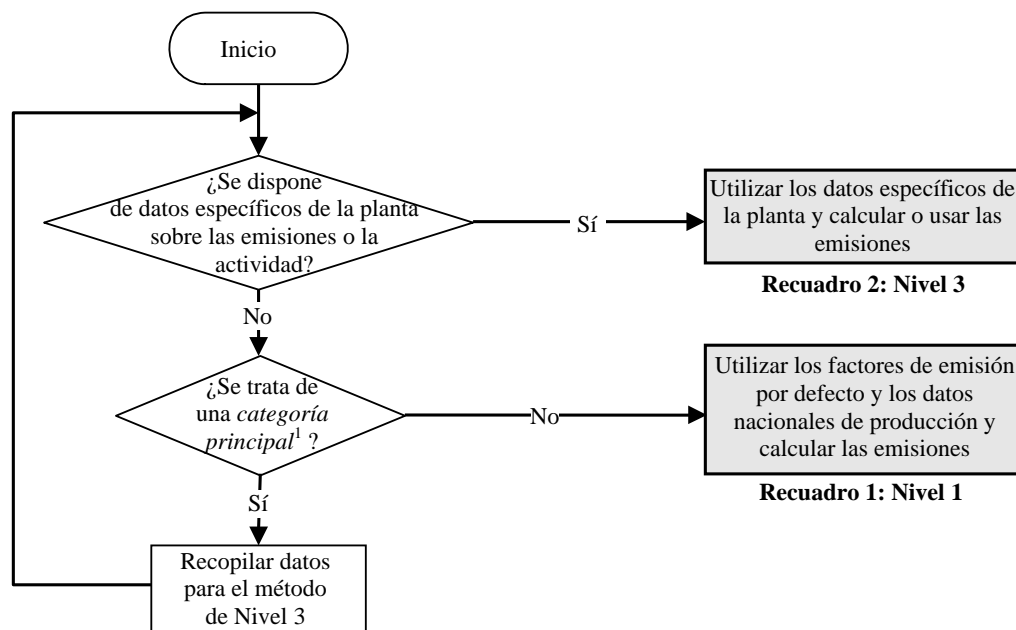 Inicio
¿Se dispone
de datos específicos de la planta
sobre las emisiones o la
actividad?
Sí
Utilizar los datos específicos de
la planta y calcular o usar las
emisiones
Recuadro 2: Nivel 3
No
¿Se trata de
una categoría
principal¹ ?
No
Utilizar los factores de emisión
por defecto y los datos
nacionales de producción y
calcular las emisiones
Recuadro 1: Nivel 1
Sí
Recopilar datos
para el método
de Nivel 3